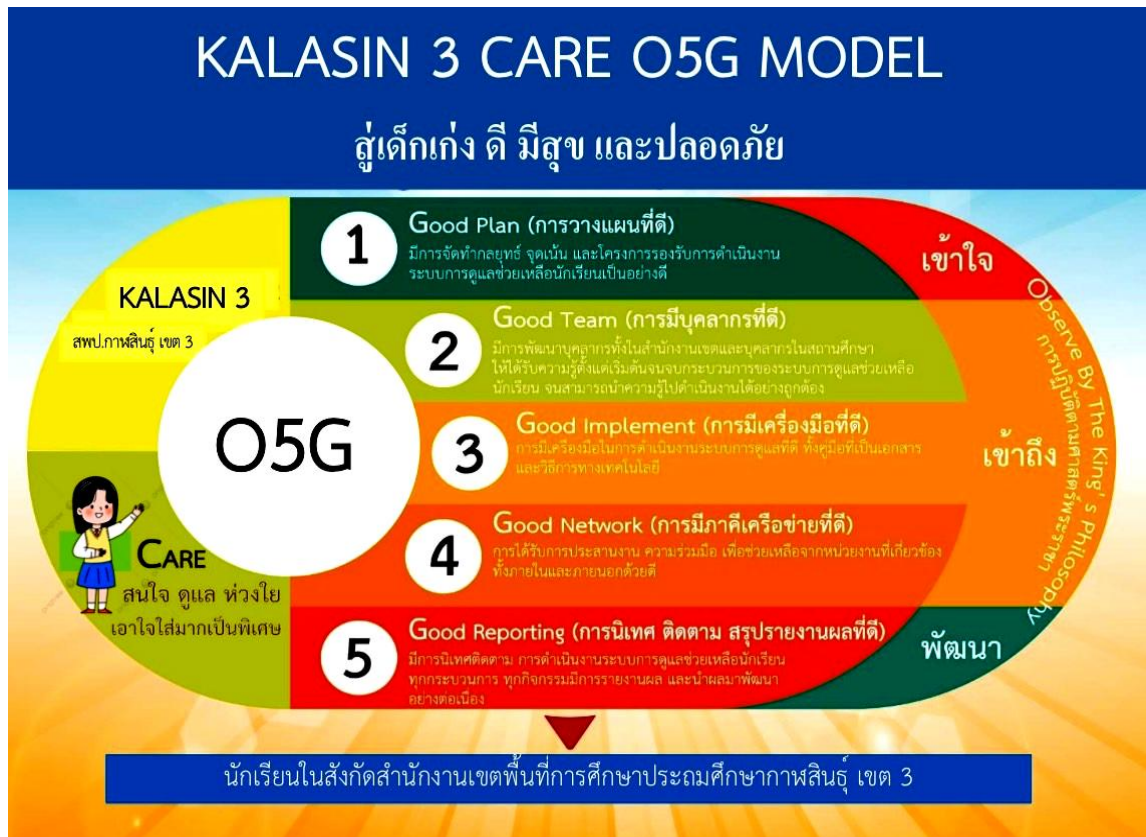 KALASIN 3 CARE O5G MODEL
สู่เด็กเก่ง ดี มีสุข และปลอดภัย
KALASIN 3
สพป.กาฬสินธุ์ เขต 3
O5G
CARE
สนใจ ดูแล ห่วงใย
เอาใจใส่มากเป็นพิเศษ
1
Good Plan (การวางแผนที่ดี)
มีการจัดทำกลยุทธ์ จุดเน้น และโครงการรองรับการดำเนินงาน
ระบบการดูแลช่วยเหลือนักเรียนเป็นอย่างดี
2
Good Team (การมีบุคลากรที่ดี)
มีการพัฒนาบุคลากรทั้งในสำนักงานเขตและบุคลากรในสถานศึกษา
ให้ได้รับความรู้ตั้งแต่เริ่มต้นจนจบกระบวนการของระบบการดูแลช่วยเหลือ
นักเรียน จนสามารถนำความรู้ไปดำเนินงานได้อย่างถูกต้อง
3
Good Implement (การมีเครื่องมือที่ดี)
การมีเครื่องมือในการดำเนินงานระบบการดูแลที่ดี ทั้งคู่มือที่เป็นเอกสาร
และวิธีการทางเทคโนโลยี
4
Good Network (การมีภาคีเครือข่ายที่ดี)
การได้รับการประสานงาน ความร่วมมือ เพื่อช่วยเหลือจากหน่วยงานที่เกี่ยวข้อง
ทั้งภายในและภายนอกด้วยดี
5
Good Reporting (การนิเทศ ติดตาม สรุปรายงานผลที่ดี)
มีการนิเทศติดตาม การดำเนินงานระบบการดูแลช่วยเหลือนักเรียน
ทุกกระบวนการ ทุกกิจกรรมมีการรายงานผล และนำผลมาพัฒนา
อย่างต่อเนื่อง
เข้าใจ
เข้าถึง
พัฒนา
Observe By The King's philosophy
การปฏิบัติตามศาสตร์พระราชา
นักเรียนในสังกัดสำนักงานเขตพื้นที่การศึกษาประถมศึกษากาฬสินธุ์ เขต 3